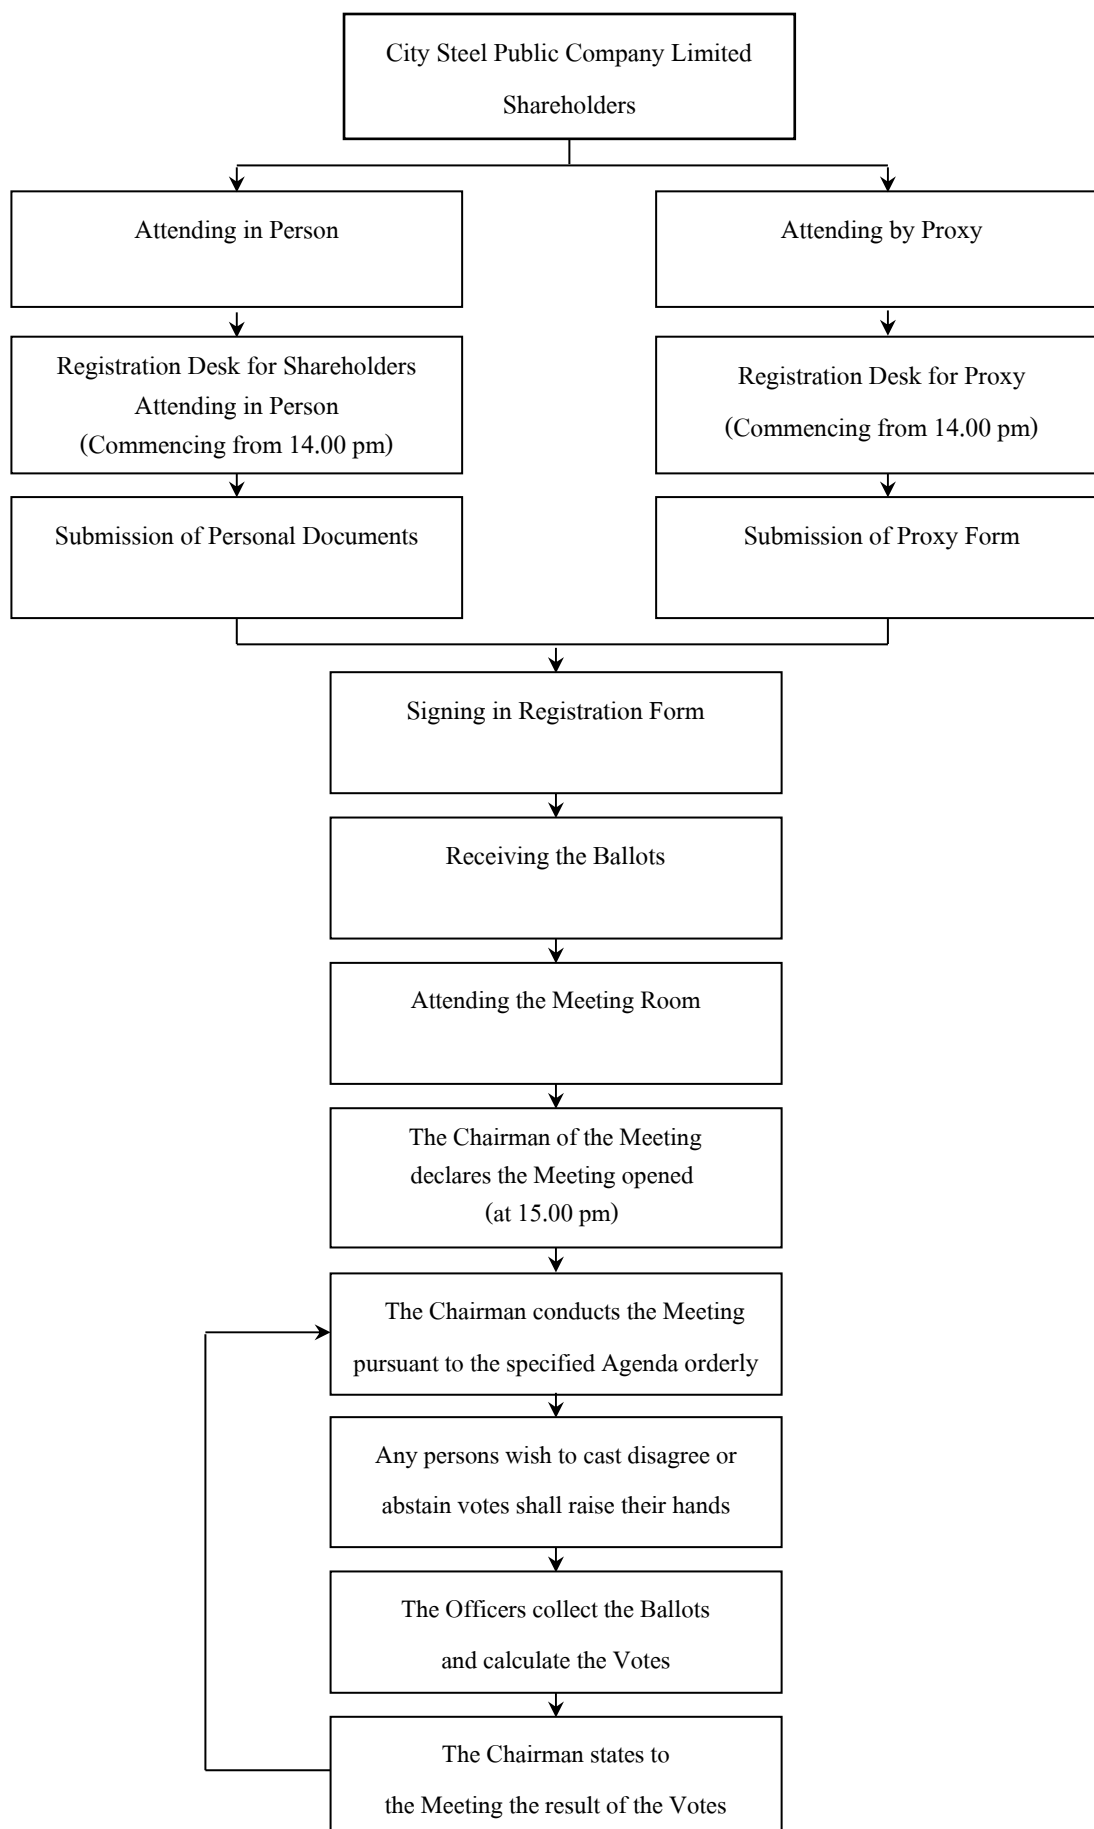 City Steel Public Company Limited
Shareholders
Attending in Person
Attending by Proxy
Registration Desk for Shareholders
Attending in Person
(Commencing from 14.00 pm)
Registration Desk for Proxy
(Commencing from 14.00 pm)
Submission of Personal Documents
Submission of Proxy Form
Signing in Registration Form
Receiving the Ballots
Attending the Meeting Room
The Chairman of the Meeting
declares the Meeting opened
(at 15.00 pm)
The Chairman conducts the Meeting
pursuant to the specified Agenda orderly
Any persons wish to cast disagree or
abstain votes shall raise their hands
The Officers collect the Ballots
and calculate the Votes
The Chairman states to
the Meeting the result of the Votes